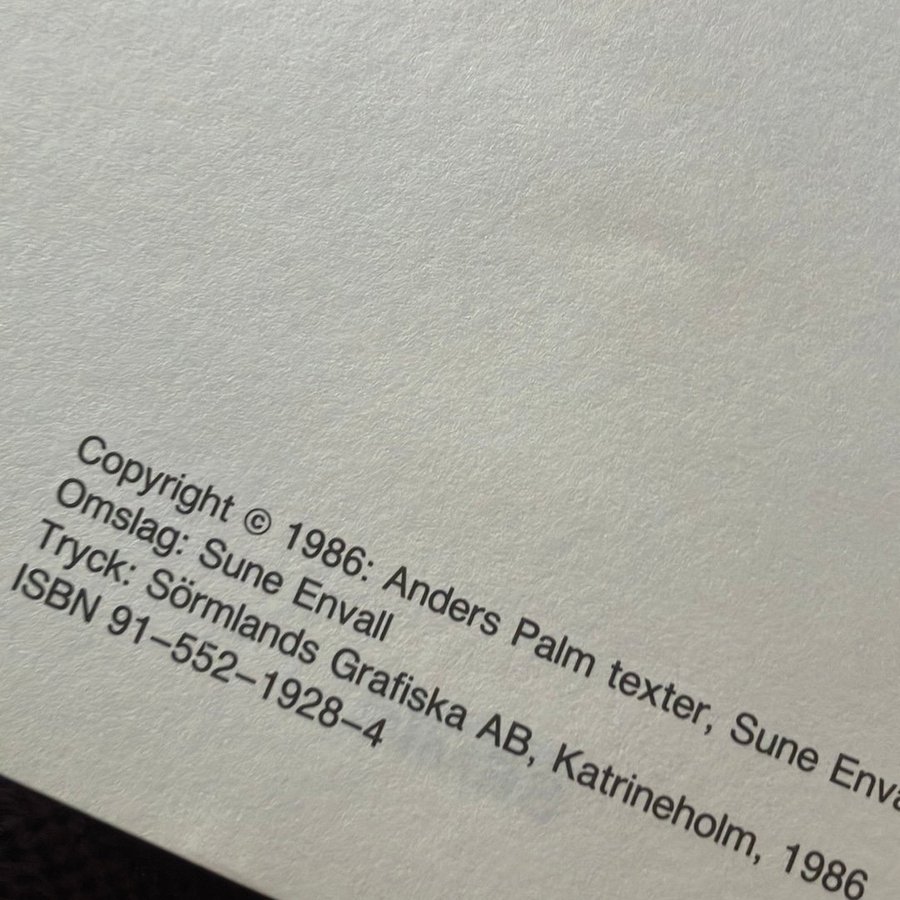 Copyright © 1986: Anders Palm texter, Sune
Omslag: Sune Envall
Tryck: Sörmlands Grafiska AB, Katrineholm, 1986
ISBN 91–552–1928–4